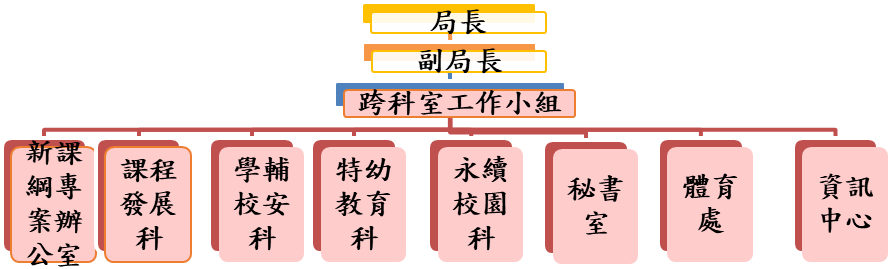 局長
副局長
跨科室工作小組
新課
綱專
案辦
公室
課程
發展
科
學輔
校安
科
特幼
教育
科
永續
校園
科
秘書
室
體育
處
資訊
中心